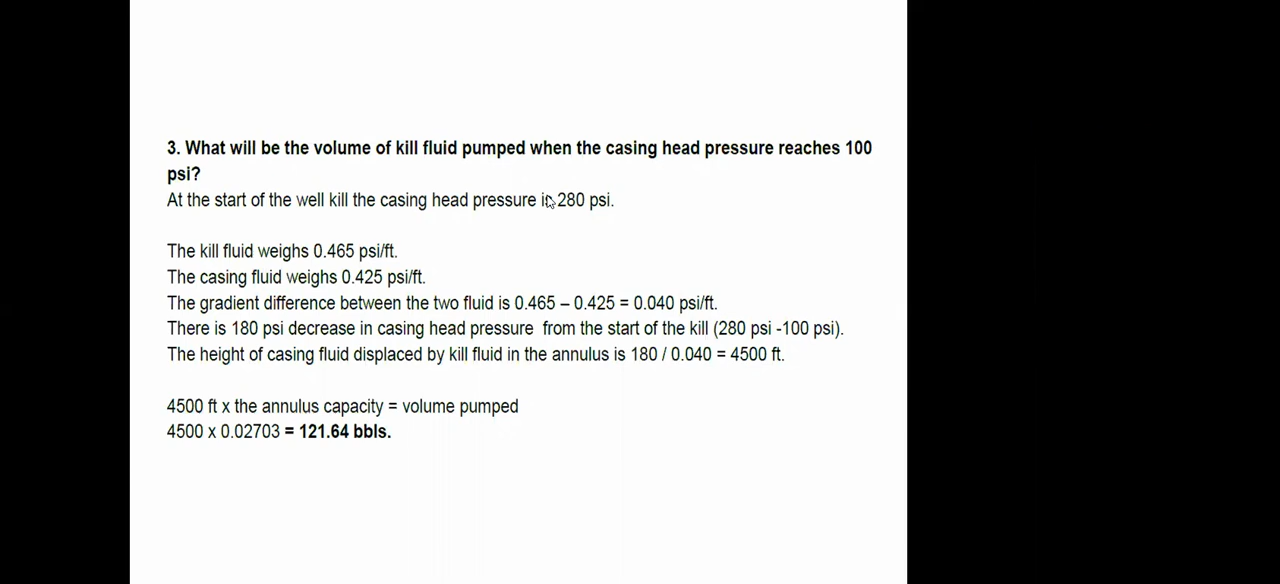 3. What will be the volume of kill fluid pumped when the casing head pressure reaches 100
psi?
At the start of the well kill the casing head pressure is 280 psi.
The kill fluid weighs 0.465 psi/ft.
The casing fluid weighs 0.425 psi/ft.
The gradient difference between the two fluid is 0.465 – 0.425 = 0.040 psi/ft.
There is 180 psi decrease in casing head pressure from the start of the kill (280 psi -100 psi).
The height of casing fluid displaced by kill fluid in the annulus is 180 / 0.040 = 4500 ft.
4500 ft x the annulus capacity = volume pumped
4500 x 0.02703 = 121.64 bbls.